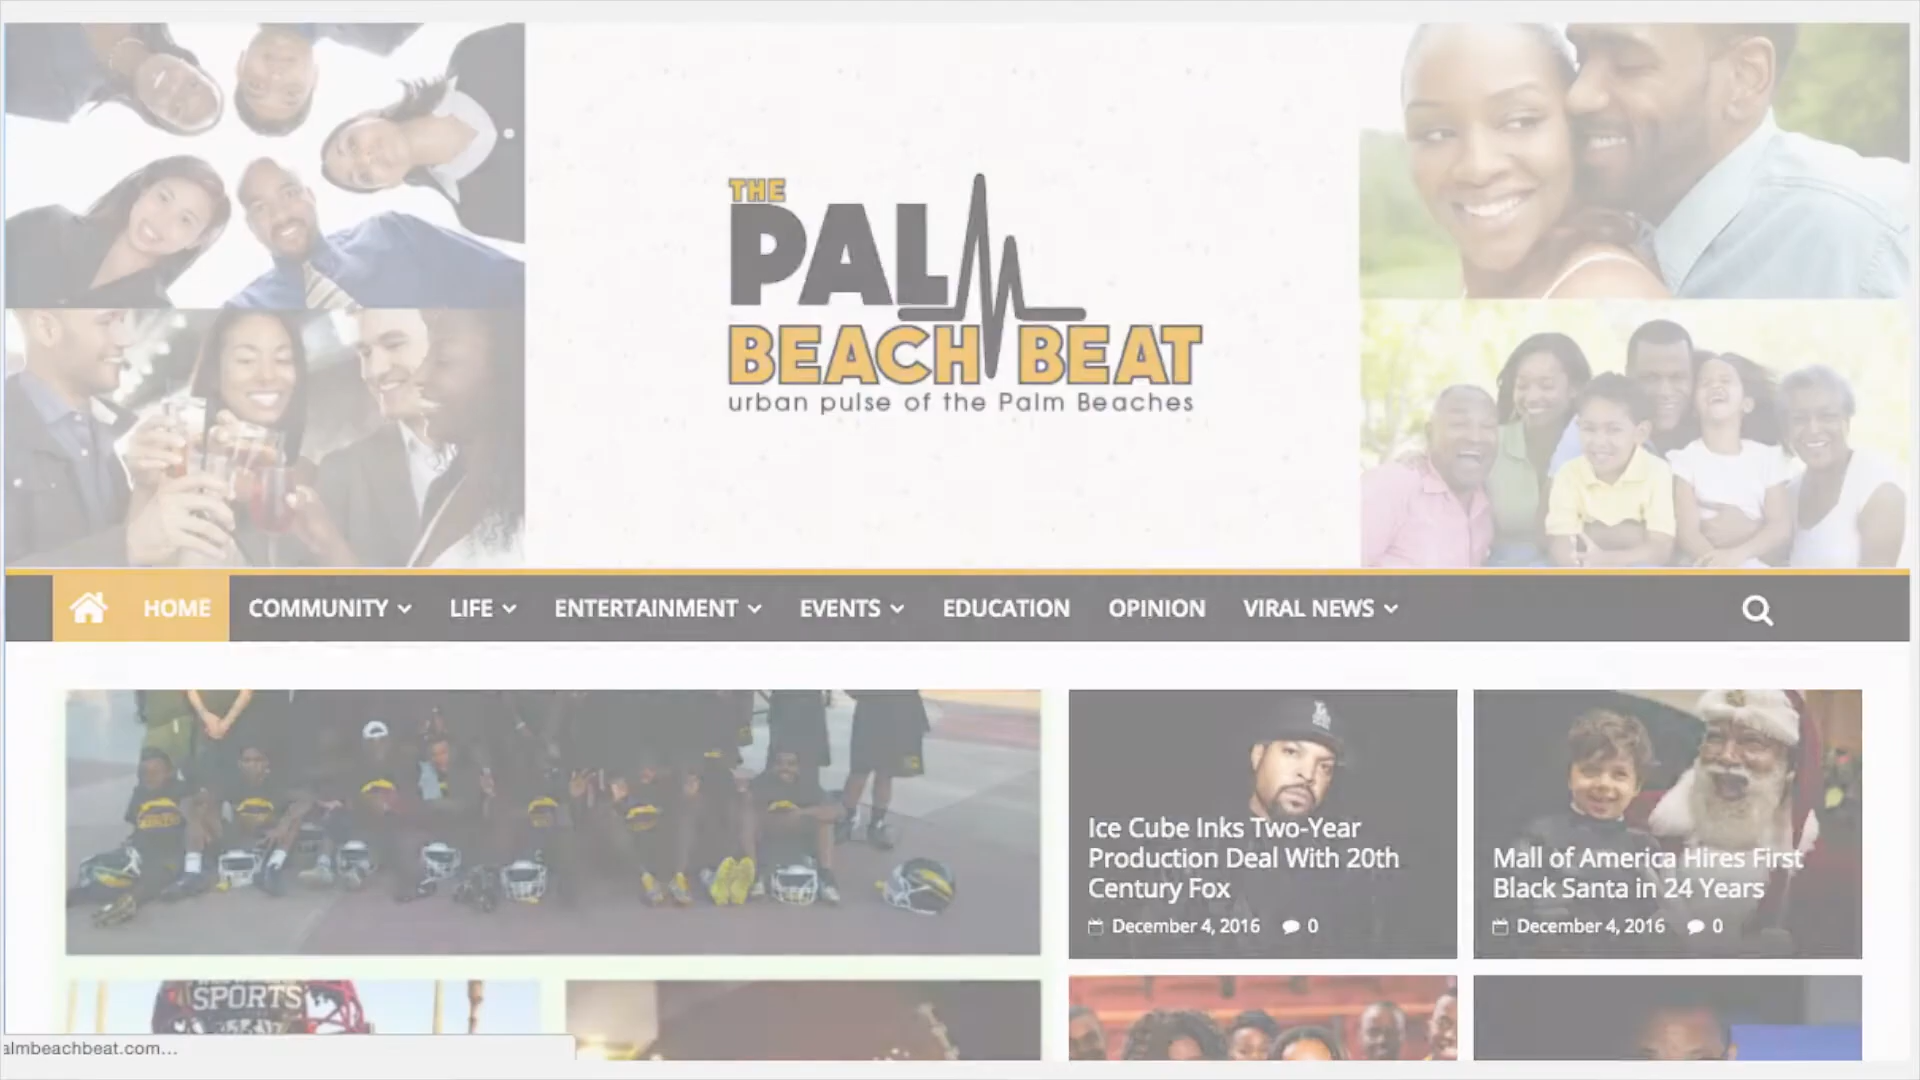 THE
PALM
BEACH BEAT
urban pulse of the Palm Beaches
HOME COMMUNITY LIFE ENTERTAINMENT EVENTS EDUCATION OPINION VIRAL NEWS
Ice Cube Inks Two-Year
Production Deal With 20th
Century Fox
December 4, 2016 0
Mall of America Hires First
Black Santa in 24 Years
December 4, 2016 0
SPORTS
almbeachbeat.com...